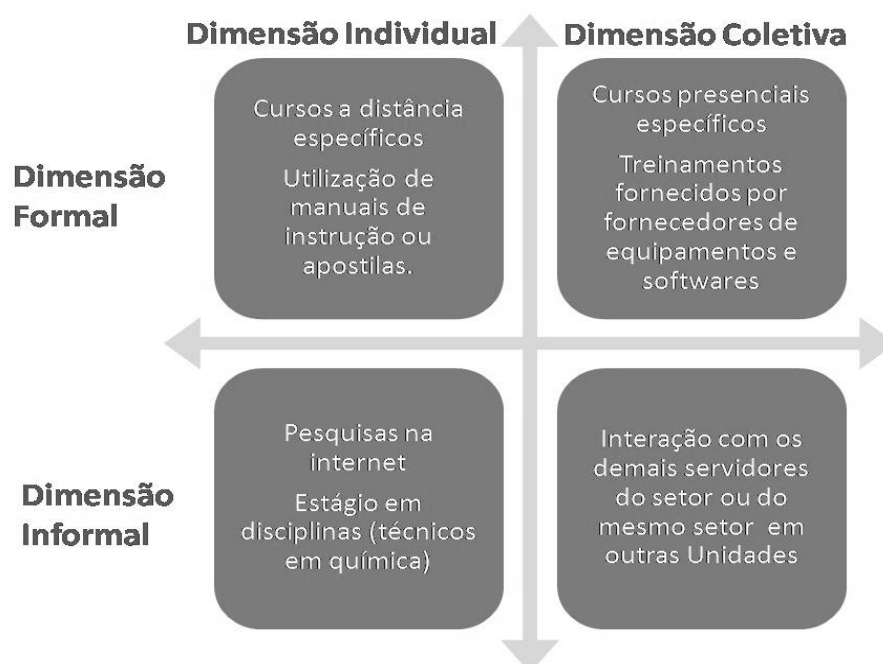 Dimensão Individual
Dimensão Coletiva
Dimensão
Formal
Cursos a distância
específicos
Utilização de
manuais de
instrução ou
apostilas.
Cursos presenciais
específicos
Treinamentos
fornecidos por
fornecedores de
equipamentos e
softwares
Dimensão
Informal
Pesquisas na
internet
Estágio em
disciplinas (técnicos
em química)
Interação com os
demais servidores
do setor ou do
mesmo setor em
outras Unidades